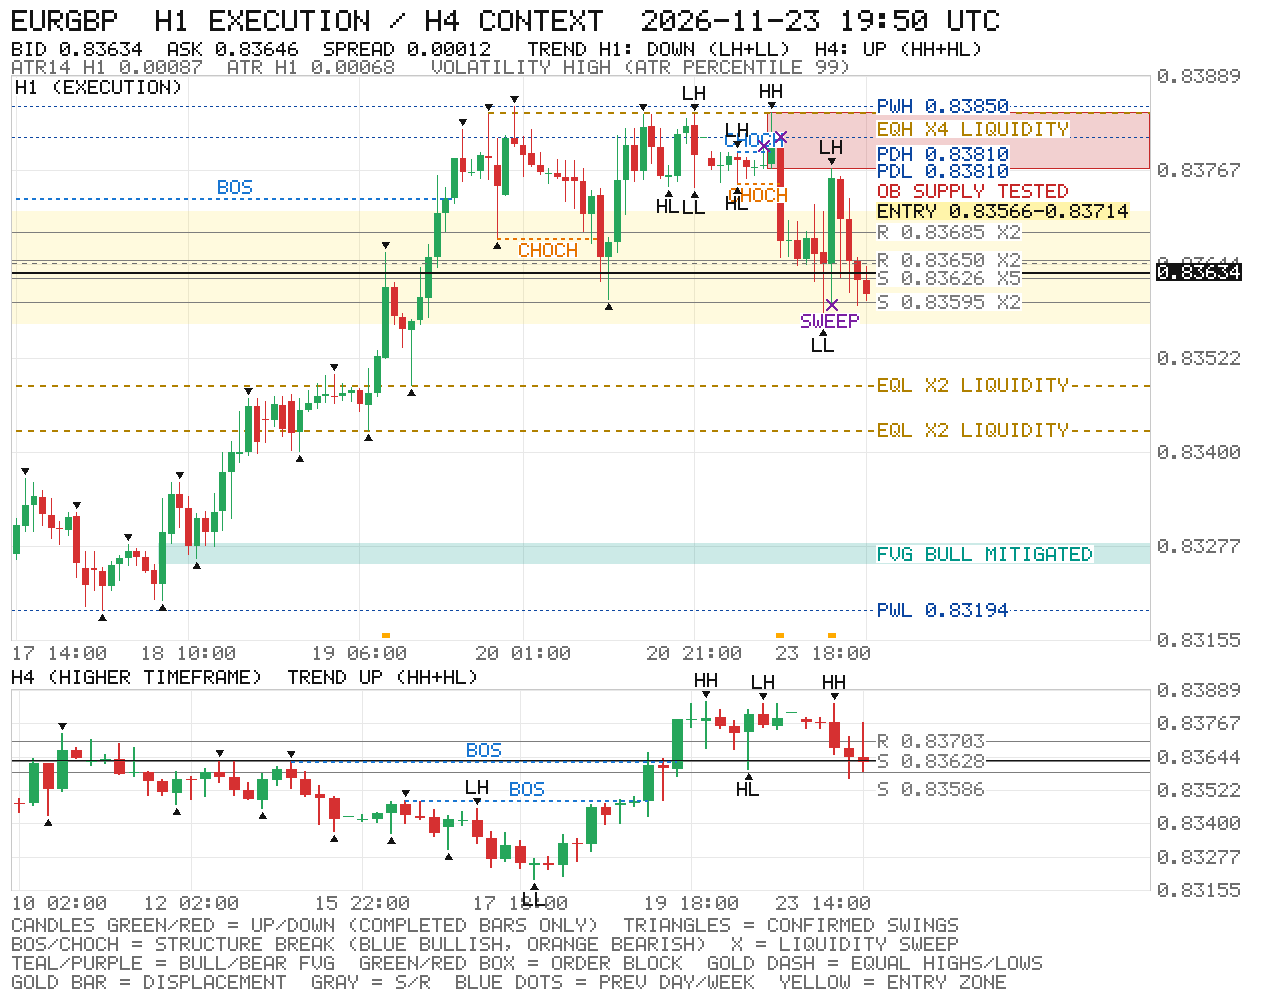 EURGBP  H1 EXECUTION / H4 CONTEXT  2026-11-23 19:50 UTC
BID 0.83634  ASK 0.83646  SPREAD 0.00012  TREND H1: DOWN (LH+LL)  H4: UP (HH+HL)
ATR14 H1 0.00087  ATR H1 0.00068  VOLATILITY HIGH (ATR PERCENTILE 99)
H1 (EXECUTION)
0.83889
HH
LH
PWH 0.83850
EQH X4 LIQUIDITY
LH
CHOCH
LH
PDH 0.83810
PDL 0.83810
0.83767
BOS
OB SUPPLY TESTED
CHOCH
HL
LL
HL
ENTRY 0.83566-0.83714
R 0.83685 X2
CHOCH
R 0.83650 X2
0.83644
0.83634
S 0.83626 X5
S 0.83595 X2
SWEEP
LL
0.83522
EQL X2 LIQUIDITY
EQL X2 LIQUIDITY
0.83400
0.83277
FVG BULL MITIGATED
PWL 0.83194
0.83155
17 14:00  18 10:00  19 06:00  20 01:00  20 21:00  23 18:00
H4 (HIGHER TIMEFRAME)  TREND UP (HH+HL)
HH
LH
HH
0.83889
0.83767
R 0.83703
BOS
0.83644
S 0.83628
LH
BOS
HL
S 0.83586
0.83522
0.83400
0.83277
0.83155
LL
10 02:00  12 02:00  15 22:00  17 18:00  19 18:00  23 14:00
CANDLES GREEN/RED = UP/DOWN (COMPLETED BARS ONLY)  TRIANGLES = CONFIRMED SWINGS
BOS/CHOCH = STRUCTURE BREAK (BLUE BULLISH, ORANGE BEARISH)  X = LIQUIDITY SWEEP
TEAL/PURPLE = BULL/BEAR FVG  GREEN/RED BOX = ORDER BLOCK  GOLD DASH = EQUAL HIGHS/LOWS
GOLD BAR = DISPLACEMENT  GRAY = S/R  BLUE DOTS = PREV DAY/WEEK  YELLOW = ENTRY ZONE